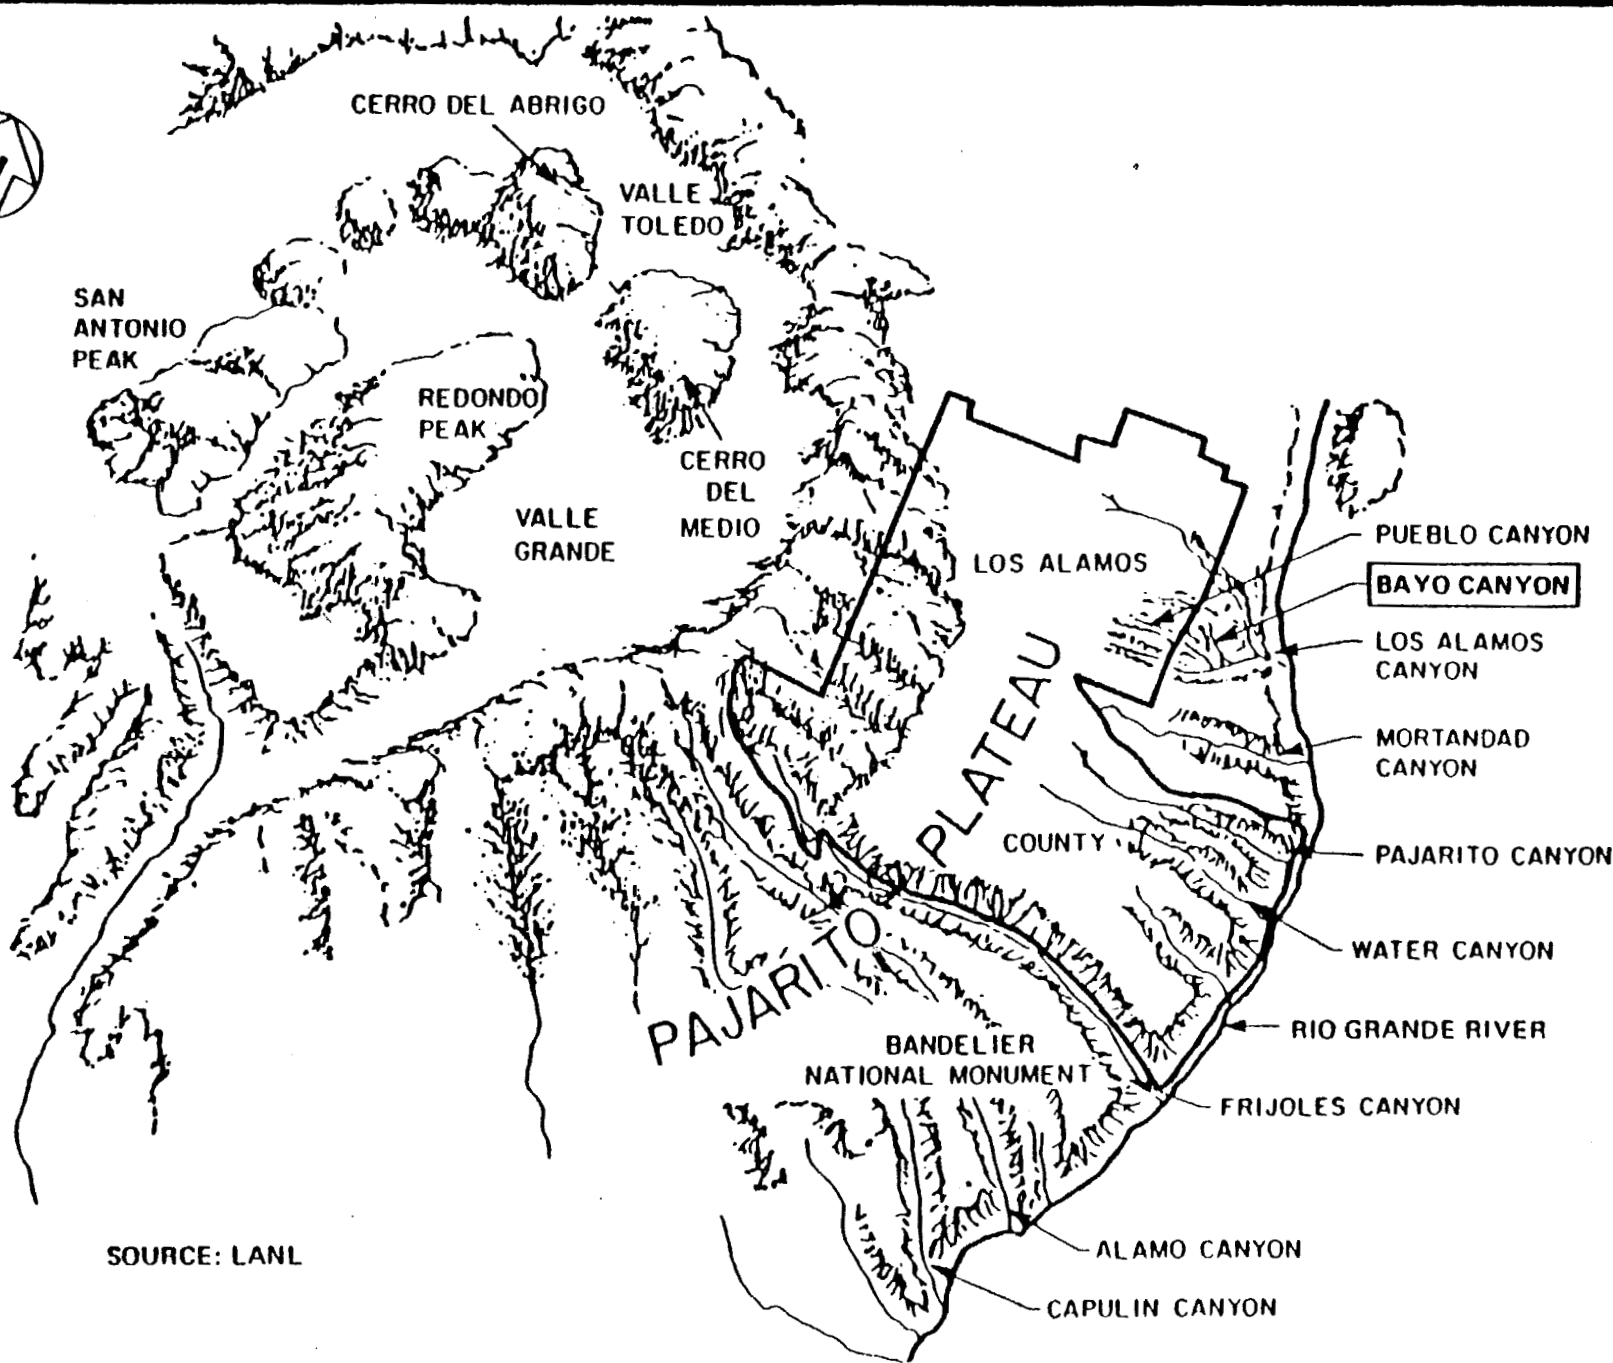 CERRO DEL ABRIGO
VALLE
TOLEDO
SAN
ANTONIO
PEAK
REDONDO
PEAK
CERRO
DEL
MEDIO
VALLE
GRANDE
LOS ALAMOS
PUEBLO CANYON
BAYO CANYON
LOS ALAMOS
CANYON
MORTANDAD
CANYON
COUNTY
PAJARITO CANYON
WATER CANYON
PAJARITO PLATEAU
RIO GRANDE RIVER
BANDELIER
NATIONAL MONUMENT
FRIJOLES CANYON
ALAMO CANYON
CAPULIN CANYON
SOURCE: LANL